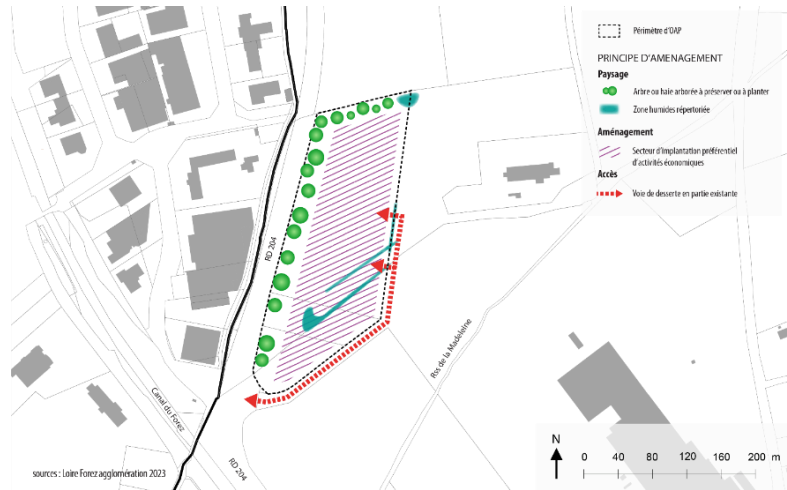 Périmètre d'OAP
PRINCIPE D'AMENAGEMENT
Paysage
Arbre ou haie arborée à préserver ou à planter
Zone humides répertoriée
Aménagement
Secteur d'implantation préférentiel
d'activités économiques
Accès
Voie de desserte en partie existante
RD 204
Rss de la Madeleine
Canal du Forez
RD 204
sources : Loire Forez agglomération 2023
N
0 40 80 120 160 200 m